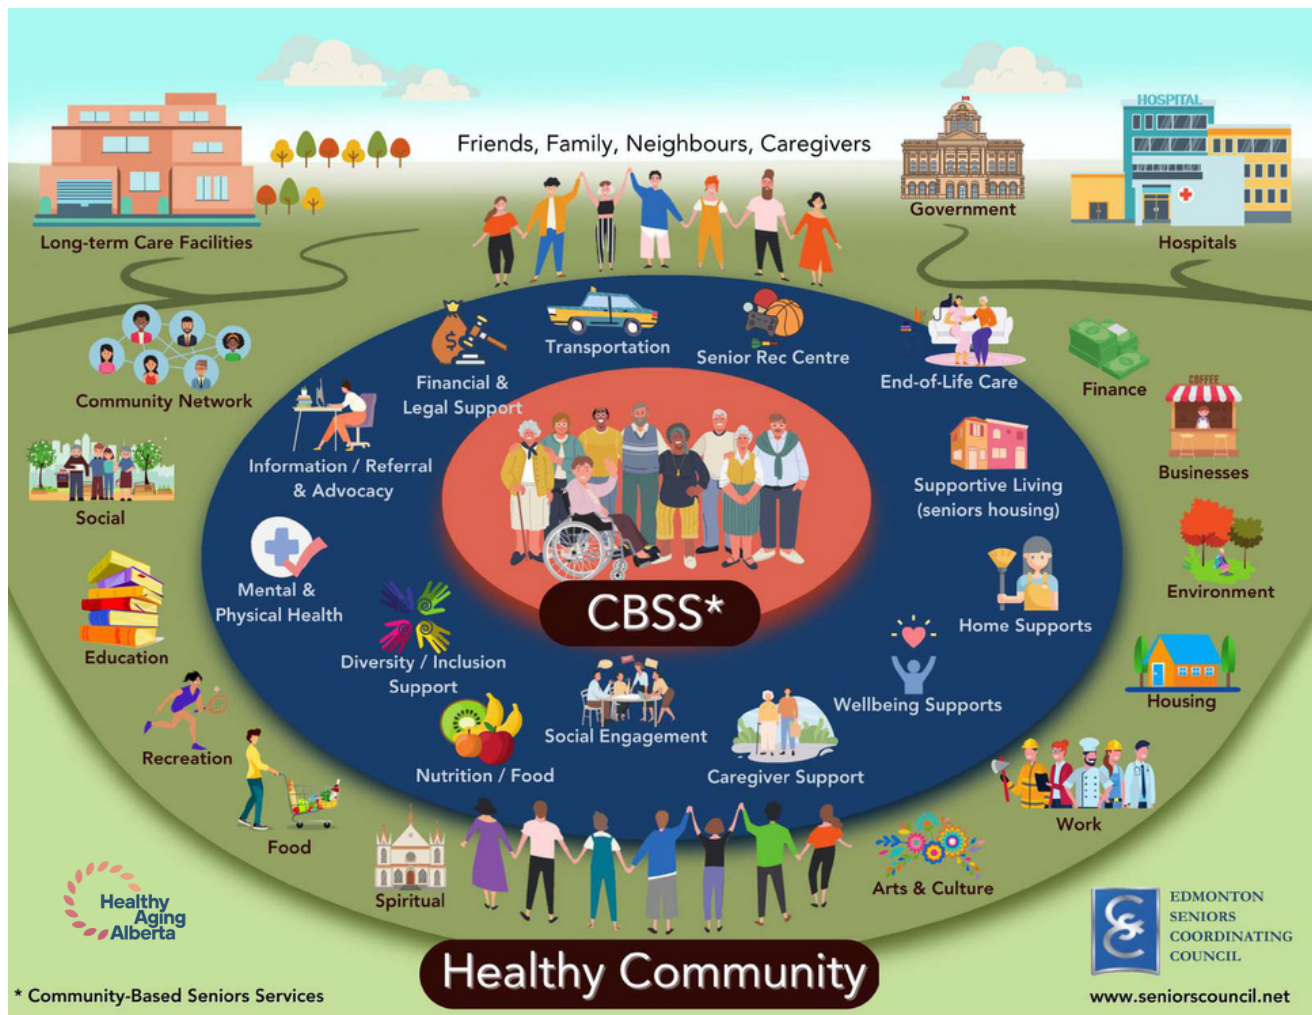 HOSPITAL
Friends, Family, Neighbours, Caregivers
Government
Long-term Care Facilities
Hospitals
Transportation
Senior Rec Centre
Financial &
Legal Support
End-of-Life Care
Finance
COFFEE
Community Network
Businesses
Information / Referral
& Advocacy
Supportive Living
(seniors housing)
Social
Mental &
Physical Health
Environment
CBSS*
Home Supports
Education
Diversity / Inclusion
Support
Wellbeing Supports
Housing
Social Engagement
Recreation
Nutrition / Food
Caregiver Support
Work
Food
Spiritual
Arts & Culture
Healthy
Aging
Alberta
EDMONTON
SENIORS
COORDINATING
COUNCIL
Healthy Community
* Community-Based Seniors Services
www.seniorscouncil.net